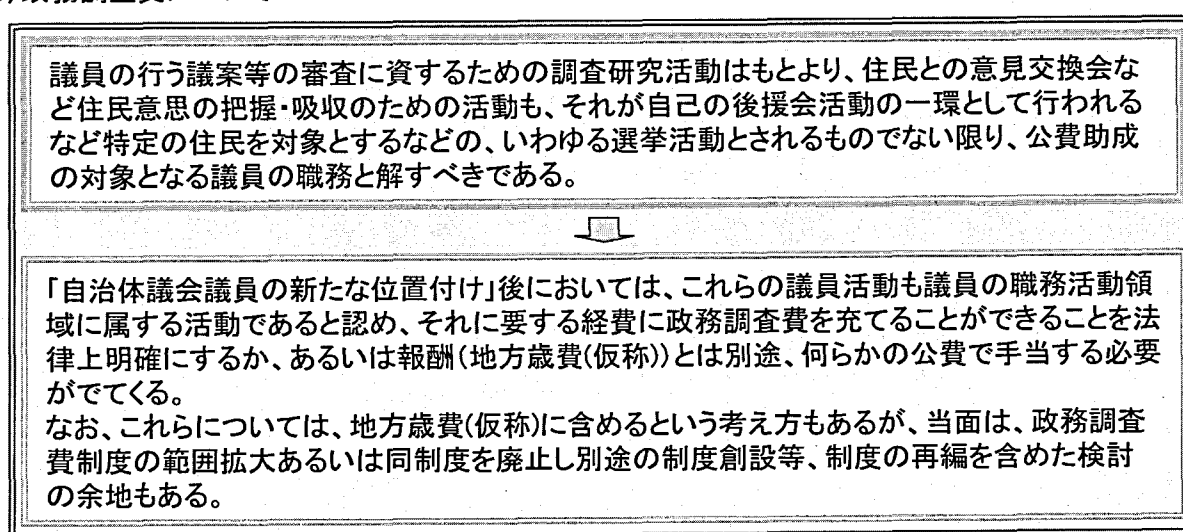 議員の行う議案等の審査に資するための調査研究活動はもとより、住民との意見交換会な
ど住民意思の把握・吸収のための活動も、それが自己の後援会活動の一環として行われる
など特定の住民を対象とするなどの、いわゆる選挙活動とされるものでない限り、公費助成
の対象となる議員の職務と解すべきである。
「自治体議会議員の新たな位置付け」後においては、これらの議員活動も議員の職務活動領
域に属する活動であると認め、それに要する経費に政務調査費を充てることができることを法
律上明確にするか、あるいは報酬(地方歳費(仮称))とは別途、何らかの公費で手当する必要
がでてくる。
なお、これらについては、地方歳費(仮称)に含めるという考え方もあるが、当面は、政務調査
費制度の範囲拡大あるいは同制度を廃止し別途の制度創設等、制度の再編を含めた検討
の余地もある。